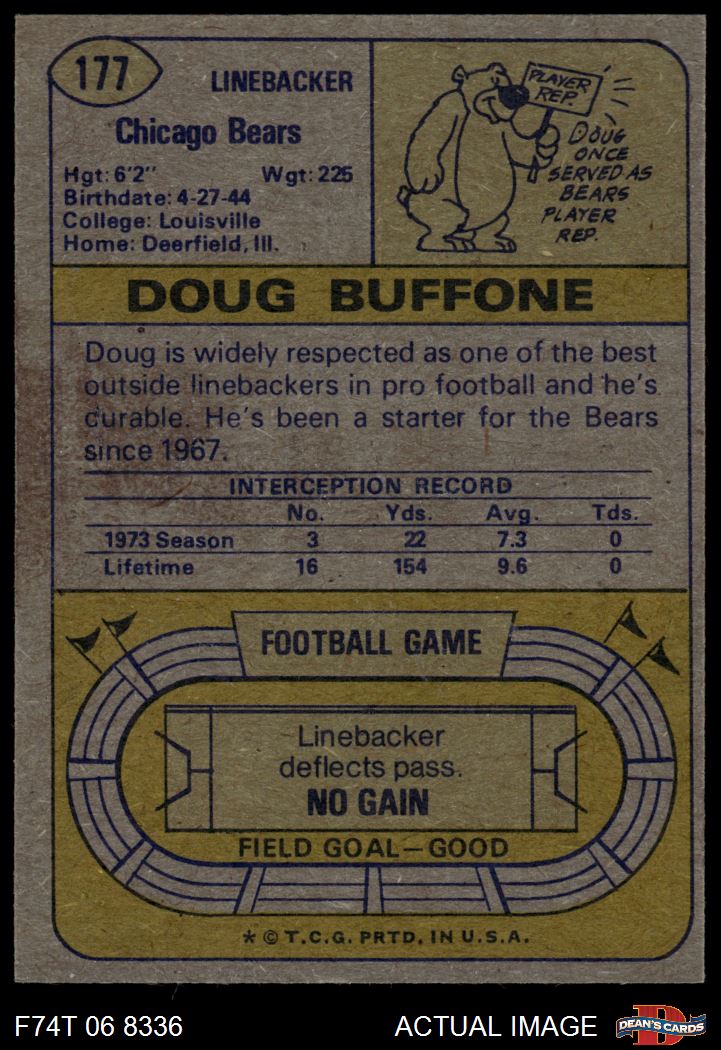 177
LINEBACKER
Chicago Bears
Hgt: 6'2" Wgt: 225
Birthdate: 4-27-44
College: Louisville
Home: Deerfield, Ill.
PLAYER
REP.
DOUG
ONCE
SERVED AS
BEARS
PLAYER
REP.
DOUG BUFFONE
Doug is widely respected as one of the best
outside linebackers in pro football and he's
durable. He's been a starter for the Bears
since 1967.
INTERCEPTION RECORD
No. Yds. Avg. Tds.
1973 Season 3 22 7.3 0
Lifetime 16 154 9.6 0
FOOTBALL GAME
Linebacker
deflects pass.
NO GAIN
FIELD GOAL—GOOD
* © T.C.G. PRTD. IN U.S.A.
F74T 06 8336 ACTUAL IMAGE
D
DEAN'S CARDS